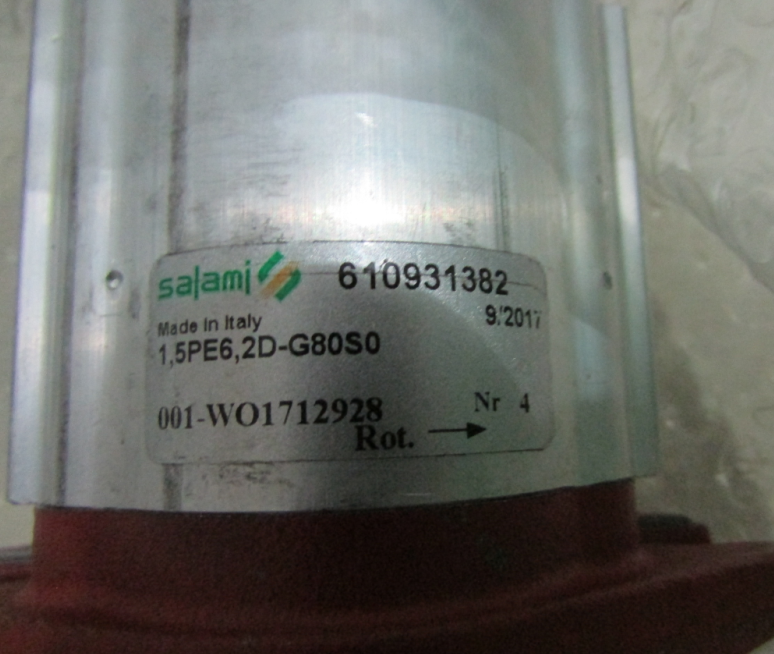 salami 610931382
9/2017
Made in Italy
1,5PE6,2D-G80S0
001-WO1712928 Nr 4
Rot.